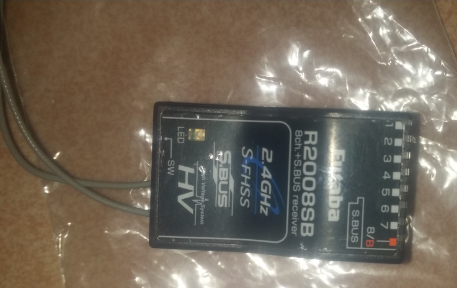 1 2 3 4 5 6 7 8/B
S.BUS
Futaba
R2008SB
8ch.+S.BUS receiver
2.4GHz
S-FHSS
S.BUS
HV
LED
SW